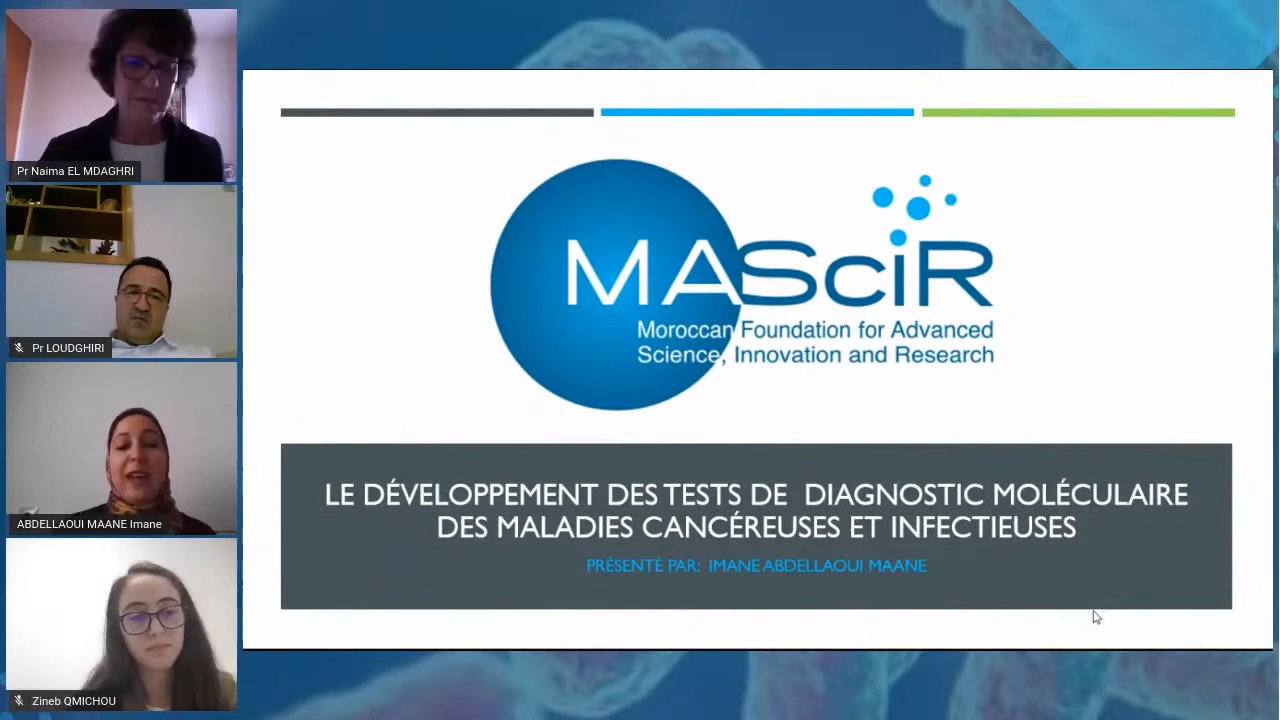 Pr Naima EL MDAGHRI
Pr LOUDGHIRI
ABDELLAOUI MAANE Imane
Zineb QMICHOU
MAScIR
Moroccan Foundation for Advanced
Science, Innovation and Research
LE DÉVELOPPEMENT DES TESTS DE DIAGNOSTIC MOLÉCULAIRE
DES MALADIES CANCÉREUSES ET INFECTIEUSES
PRÉSENTÉ PAR: IMANE ABDELLAOUI MAANE